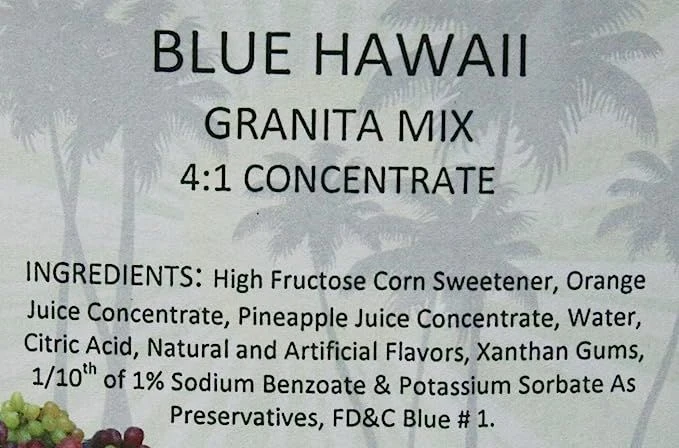 BLUE HAWAII
GRANITA MIX
4:1 CONCENTRATE
INGREDIENTS: High Fructose Corn Sweetener, Orange
Juice Concentrate, Pineapple Juice Concentrate, Water,
Citric Acid, Natural and Artificial Flavors, Xanthan Gums,
1/10th of 1% Sodium Benzoate & Potassium Sorbate As
Preservatives, FD&C Blue # 1.